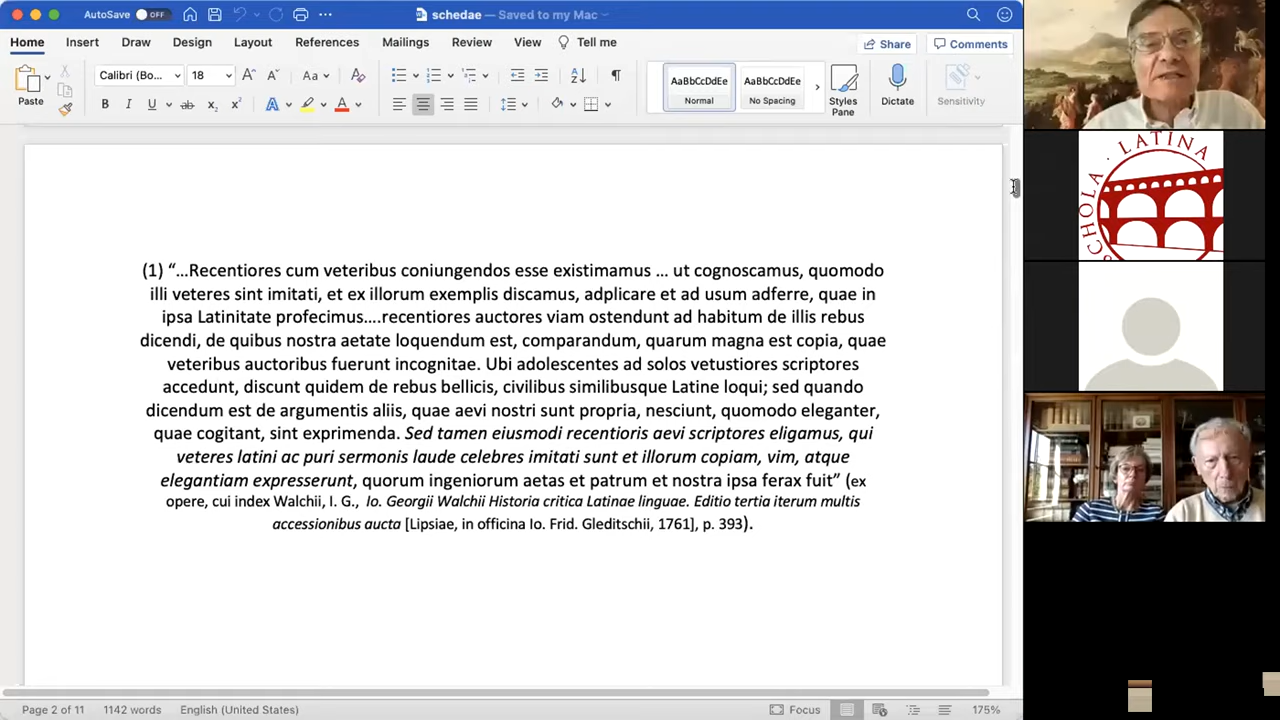 AutoSave OFF
schedae — Saved to my Mac
Home Insert Draw Design Layout References Mailings Review View Tell me
Share Comments
Paste
Calibri (Bo... 18
AaBbCcDdEe AaBbCcDdEe
Normal No Spacing
Styles Pane
Dictate
Sensitivity
(1) “…Recentiores cum veteribus coniungendos esse existimamus … ut cognoscamus, quomodo
illi veteres sint imitati, et ex illorum exemplis discamus, adplicare et ad usum adferre, quae in
ipsa Latinitate profecimus….recentiores auctores viam ostendunt ad habitum de illis rebus
dicendi, de quibus nostra aetate loquendum est, comparandum, quarum magna est copia, quae
veteribus auctoribus fuerunt incognitae. Ubi adolescentes ad solos vetustiores scriptores
accedunt, discunt quidem de rebus bellicis, civilibus similibusque Latine loqui; sed quando
dicendum est de argumentis aliis, quae aevi nostri sunt propria, nesciunt, quomodo eleganter,
quae cogitant, sint exprimenda. Sed tamen eiusmodi recentioris aevi scriptores eligamus, qui
veteres latini ac puri sermonis laude celebres imitati sunt et illorum copiam, vim, atque
elegantiam expresserunt, quorum ingeniorum aetas et patrum et nostra ipsa ferax fuit” (ex
opere, cui index Walchii, I. G., Io. Georgii Walchii Historia critica Latinae linguae. Editio tertia iterum multis
accessionibus aucta [Lipsiae, in officina Io. Frid. Gleditschii, 1761], p. 393).
SCHOLA · LATINA
Page 2 of 11 1142 words English (United States)
Focus 175%